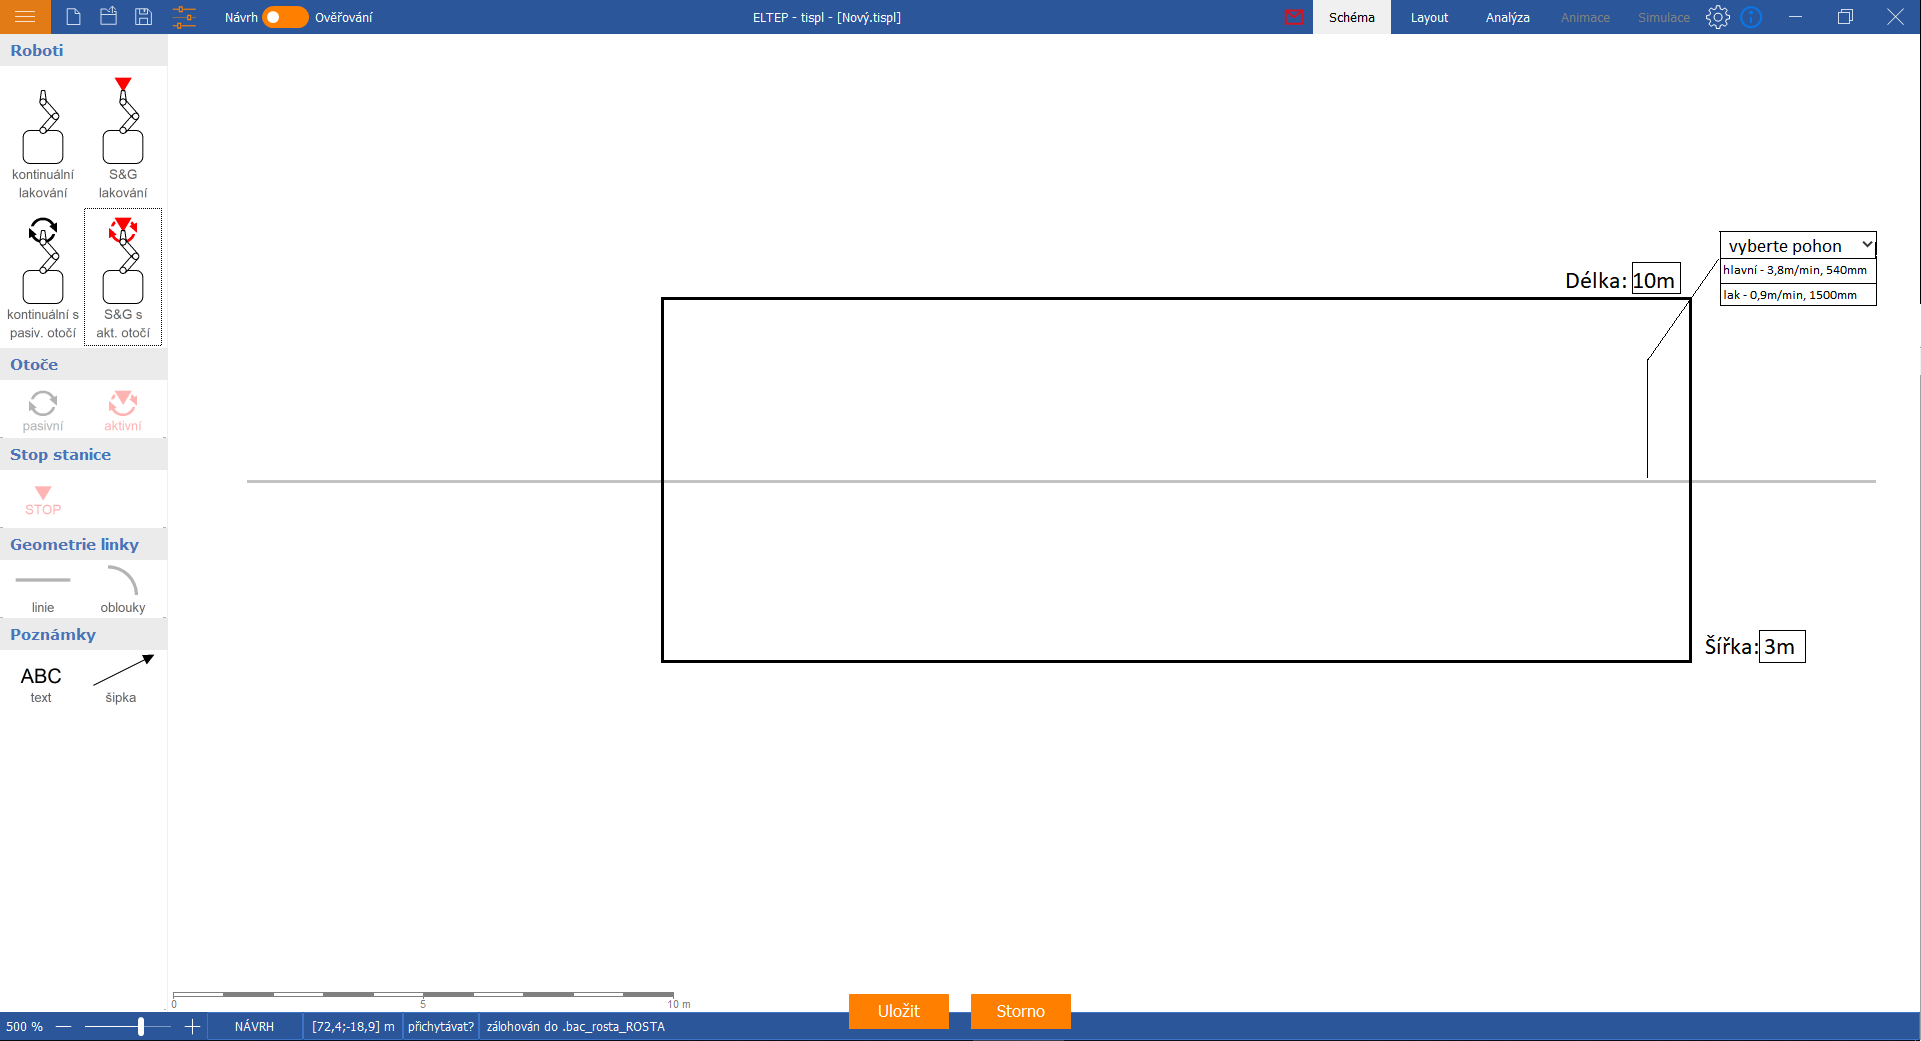 Návrh Ověřování
ELTEP - tispl - [Nový.tispl]
Schéma
Layout
Analýza
Animace
Simulace
Roboti
kontinuální
lakování
S&G
lakování
kontinuální s
pasiv. otočí
S&G s
akt. otočí
Otoče
pasivní
aktivní
Stop stanice
STOP
Geometrie linky
linie
oblouky
Poznámky
ABC
text
šipka
vyberte pohon
hlavní - 3,8m/min, 540mm
lak - 0,9m/min, 1500mm
Délka: 10m
Šířka: 3m
0
5
10 m
Uložit
Storno
500 %
NÁVRH
[72,4;-18,9] m
přichytávat?
zálohován do .bac_rosta_ROSTA